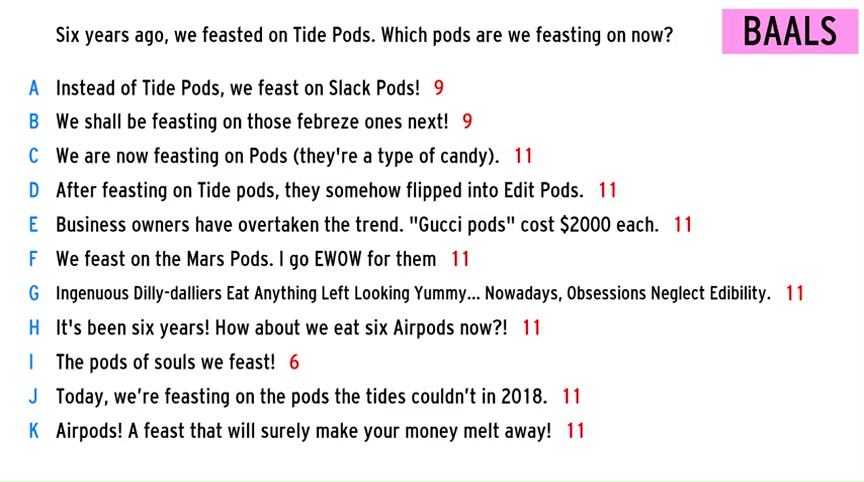 Six years ago, we feasted on Tide Pods. Which pods are we feasting on now?
BAALS
A Instead of Tide Pods, we feast on Slack Pods! 9
B We shall be feasting on those febreze ones next! 9
C We are now feasting on Pods (they're a type of candy). 11
D After feasting on Tide pods, they somehow flipped into Edit Pods. 11
E Business owners have overtaken the trend. "Gucci pods" cost $2000 each. 11
F We feast on the Mars Pods. I go EWOW for them 11
G Ingenuous Dilly-dalliers Eat Anything Left Looking Yummy... Nowadays, Obsessions Neglect Edibility. 11
H It's been six years! How about we eat six Airpods now?! 11
I The pods of souls we feast! 6
J Today, we’re feasting on the pods the tides couldn’t in 2018. 11
K Airpods! A feast that will surely make your money melt away! 11